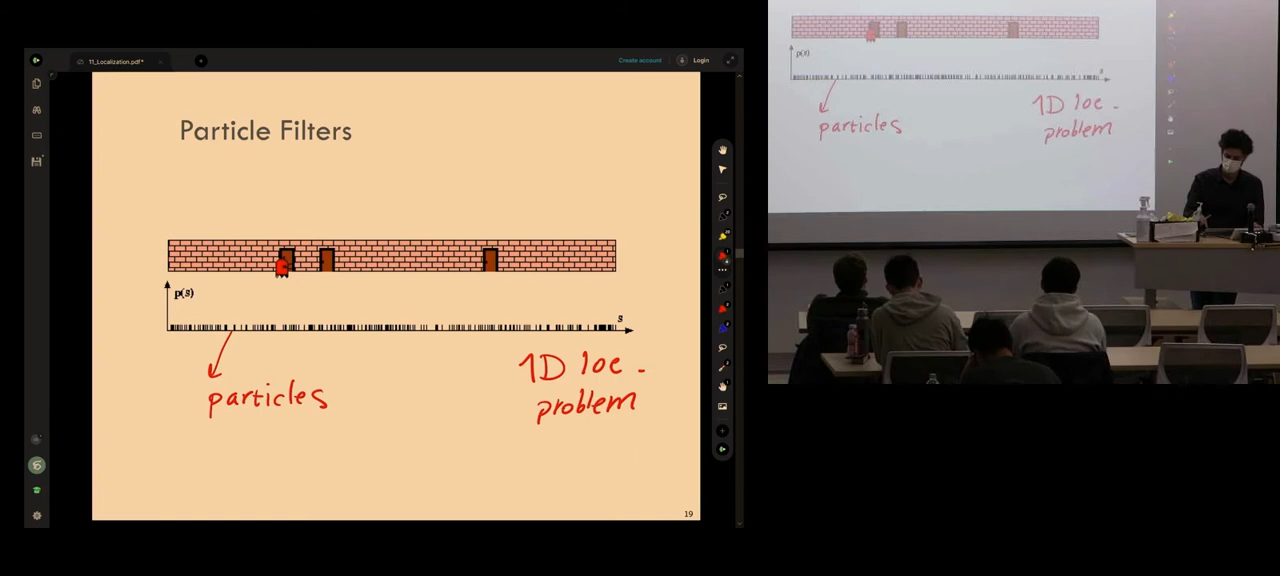 11_Localization.pdf*
Create account
Login
Particle Filters
p(s)
s
particles
1D loc.
problem
19
p(s)
s
particles
1D loc.
problem